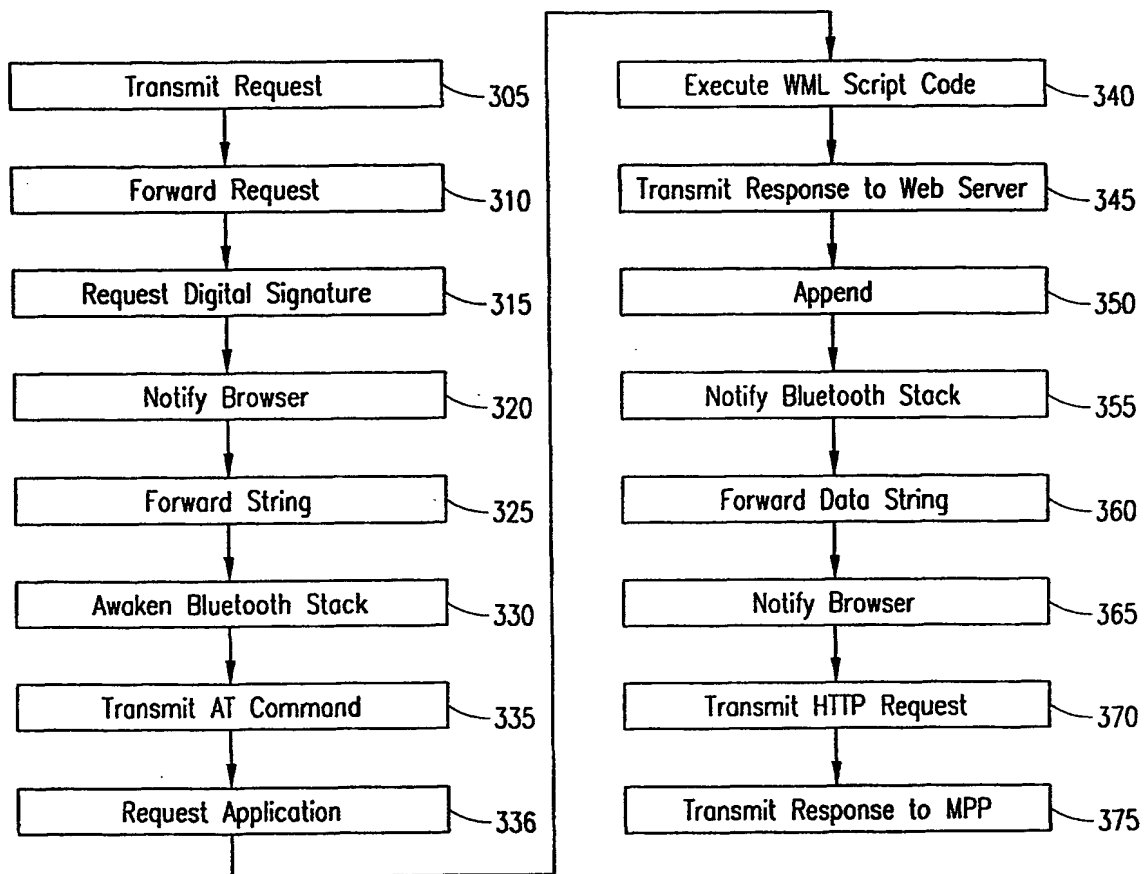 Transmit Request 305
Forward Request 310
Request Digital Signature 315
Notify Browser 320
Forward String 325
Awaken Bluetooth Stack 330
Transmit AT Command 335
Request Application 336
Execute WML Script Code 340
Transmit Response to Web Server 345
Append 350
Notify Bluetooth Stack 355
Forward Data String 360
Notify Browser 365
Transmit HTTP Request 370
Transmit Response to MPP 375